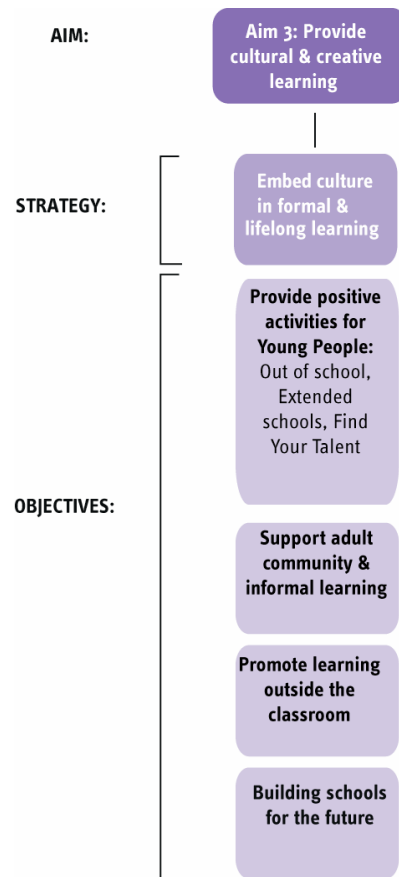 AIM:
Aim 3: Provide
cultural & creative
learning
STRATEGY:
Embed culture
in formal &
lifelong learning
OBJECTIVES:
Provide positive
activities for
Young People:
Out of school,
Extended
schools, Find
Your Talent
Support adult
community &
informal learning
Promote learning
outside the
classroom
Building schools
for the future